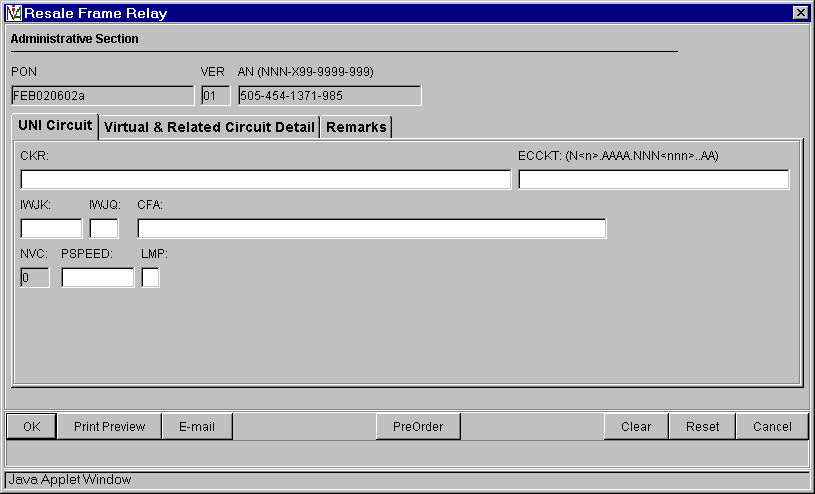 Resale Frame Relay
Administrative Section
PON VER AN (NNN-X99-9999-999)
FEB020602a 01 505-454-1371-985
UNI Circuit Virtual & Related Circuit Detail Remarks
CKR: ECCKT: (N<n>.AAAA.NNN<nnn>..AA)
IWJK: IWJQ: CFA:
NVC: PSPEED: LMP:
0
OK Print Preview E-mail PreOrder Clear Reset Cancel
Java Applet Window